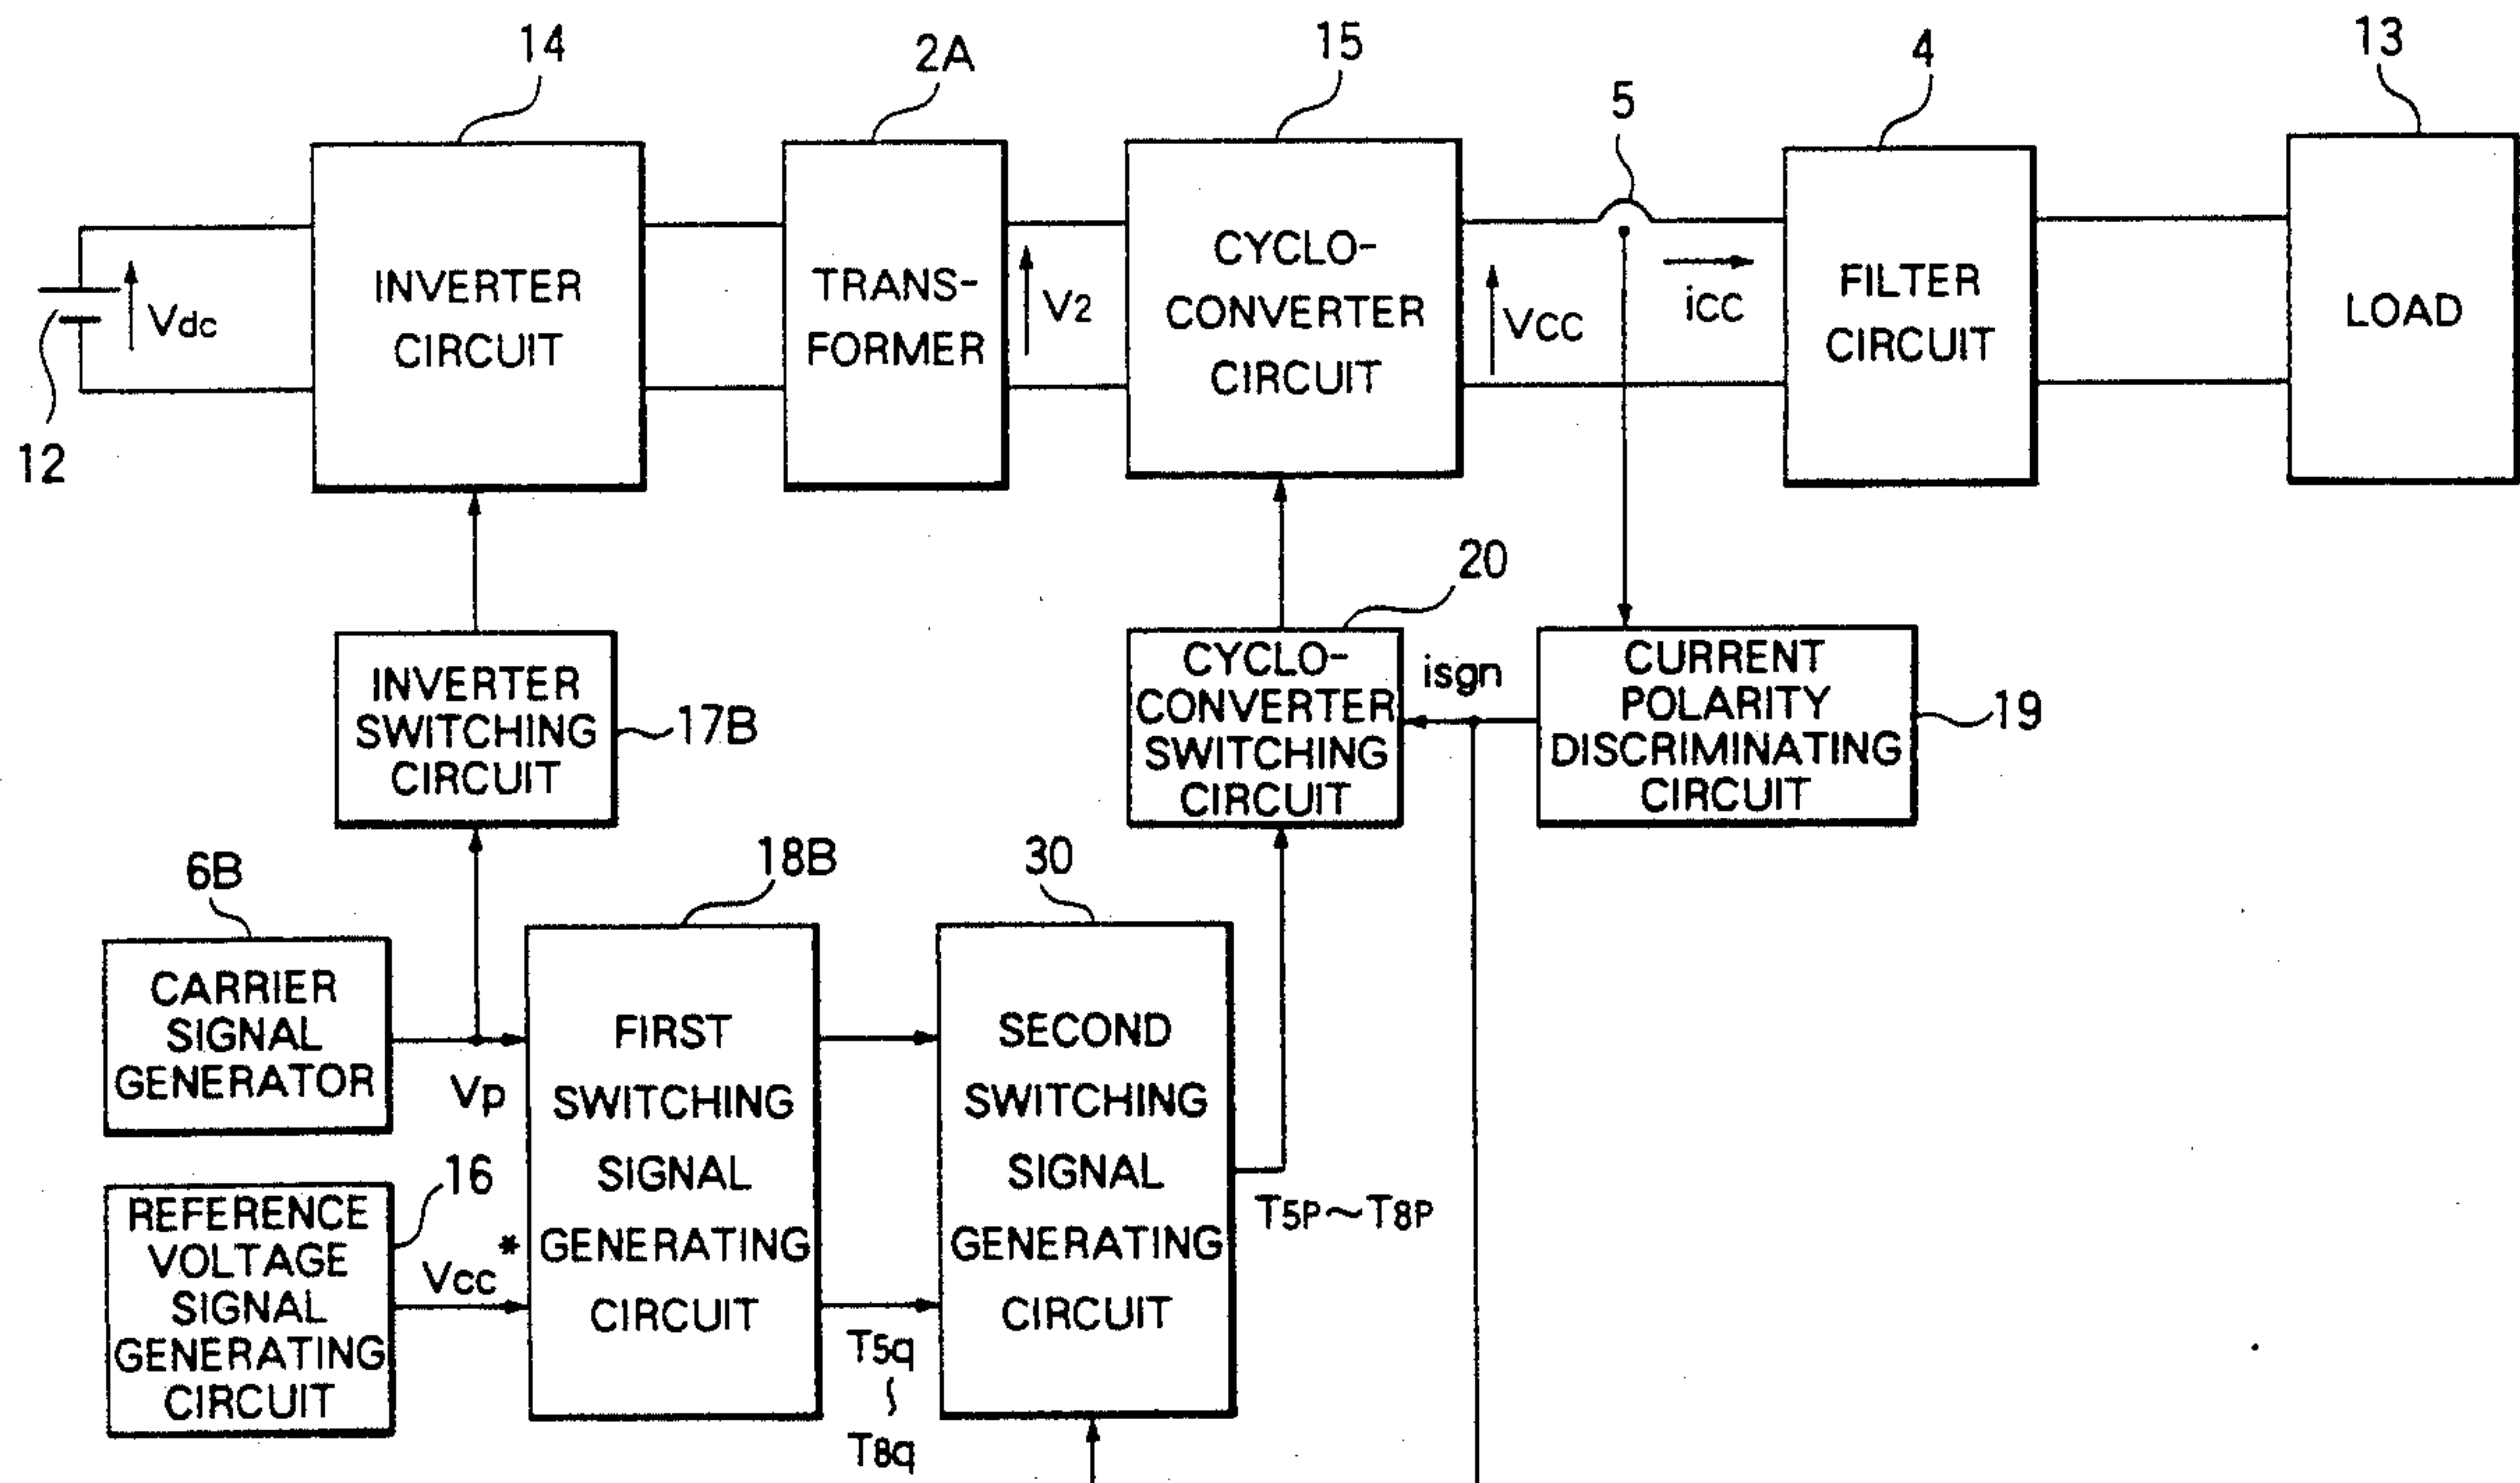 14
2A
15
5
4
13
12
Vdc
INVERTER
CIRCUIT
TRANS-
FORMER
V2
CYCLO-
CONVERTER
CIRCUIT
VCC
iCC
FILTER
CIRCUIT
LOAD
INVERTER
SWITCHING
CIRCUIT
17B
20
CYCLO-
CONVERTER
SWITCHING
CIRCUIT
isgn
CURRENT
POLARITY
DISCRIMINATING
CIRCUIT
19
6B
CARRIER
SIGNAL
GENERATOR
Vp
18B
FIRST
SWITCHING
SIGNAL
GENERATING
CIRCUIT
30
SECOND
SWITCHING
SIGNAL
GENERATING
CIRCUIT
T5P~T8P
16
REFERENCE
VOLTAGE
SIGNAL
GENERATING
CIRCUIT
Vcc*
T5q
~
T8q